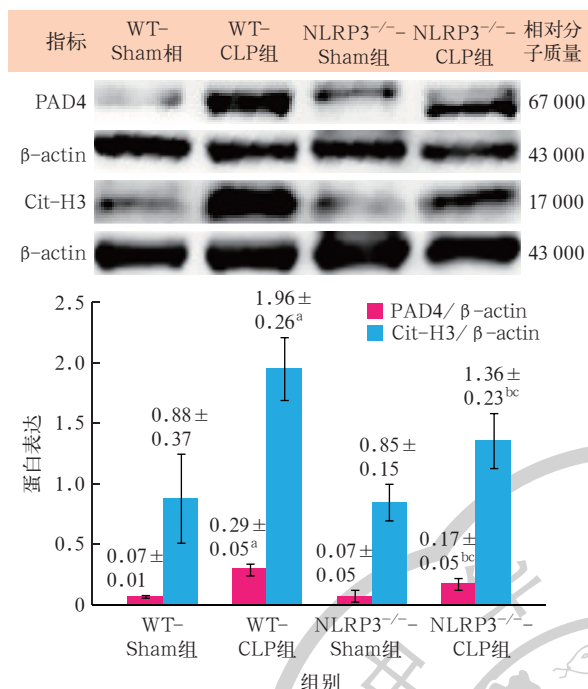 指标 WT- WT- NLRP3⁻/⁻- NLRP3⁻/⁻- 相对分
Sham相 CLP组 Sham组 CLP组 子质量
PAD4 67 000
β-actin 43 000
Cit-H3 17 000
β-actin 43 000
2.5
2.0
1.5
1.0
0.5
0
蛋白表达
PAD4/β-actin
Cit-H3/β-actin
0.07±
0.01
0.88±
0.37
0.29±
0.05ᵃ
1.96±
0.26ᵃ
0.07±
0.05
0.85±
0.15
0.17±
0.05ᵇᶜ
1.36±
0.23ᵇᶜ
WT- WT- NLRP3⁻/⁻- NLRP3⁻/⁻-
Sham组 CLP组 Sham组 CLP组
组别